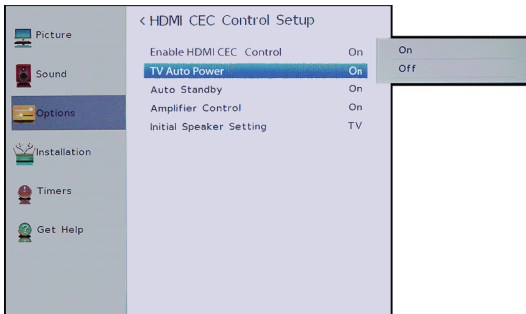 < HDMI CEC Control Setup
Picture
Sound
Options
Installation
Timers
Get Help
Enable HDMI CEC Control On
TV Auto Power On
Auto Standby On
Amplifier Control On
Initial Speaker Setting TV
On
Off